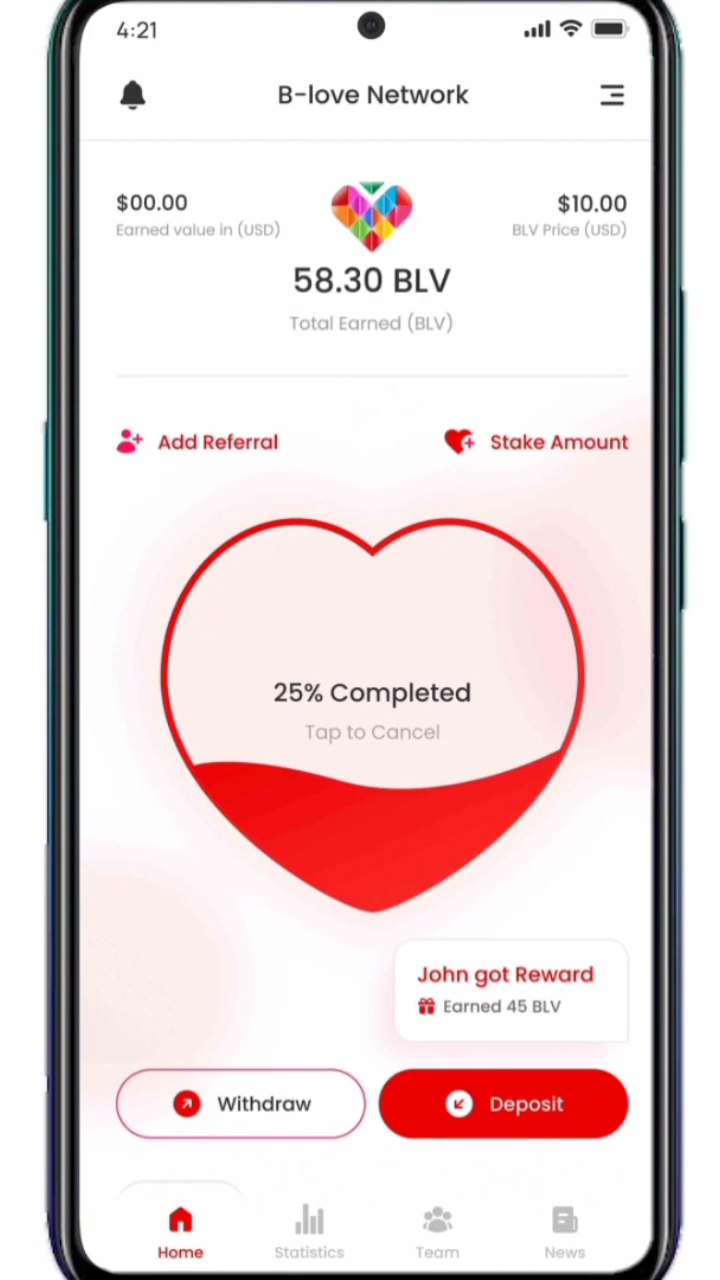 4:21
B-love Network
$00.00
Earned value in (USD)
$10.00
BLV Price (USD)
58.30 BLV
Total Earned (BLV)
Add Referral
Stake Amount
25% Completed
Tap to Cancel
John got Reward
Earned 45 BLV
Withdraw
Deposit
Home
Statistics
Team
News